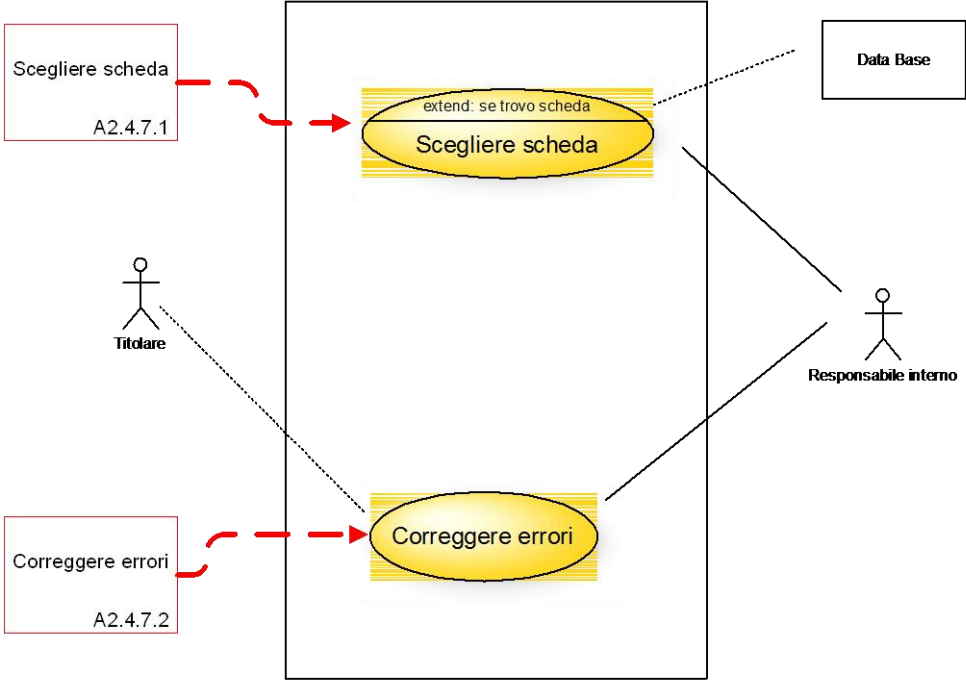 Scegliere scheda
A2.4.7.1
extend: se trovo scheda
Scegliere scheda
Data Base
Titolare
Responsabile interno
Correggere errori
A2.4.7.2
Correggere errori